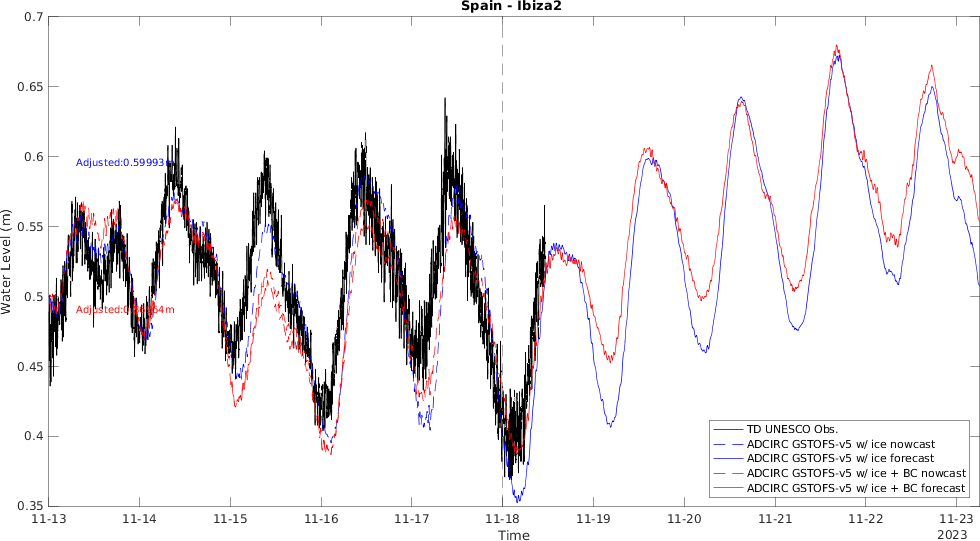 Spain - Ibiza2
0.7
0.65
0.6
0.55
0.5
0.45
0.4
0.35
Water Level (m)
Adjusted:0.59993m
TD UNESCO Obs.
ADCIRC GSTOFS-v5 w/ ice nowcast
ADCIRC GSTOFS-v5 w/ ice forecast
ADCIRC GSTOFS-v5 w/ ice + BC nowcast
ADCIRC GSTOFS-v5 w/ ice + BC forecast
11-13 11-14 11-15 11-16 11-17 11-18 11-19 11-20 11-21 11-22 11-23
Time
2023